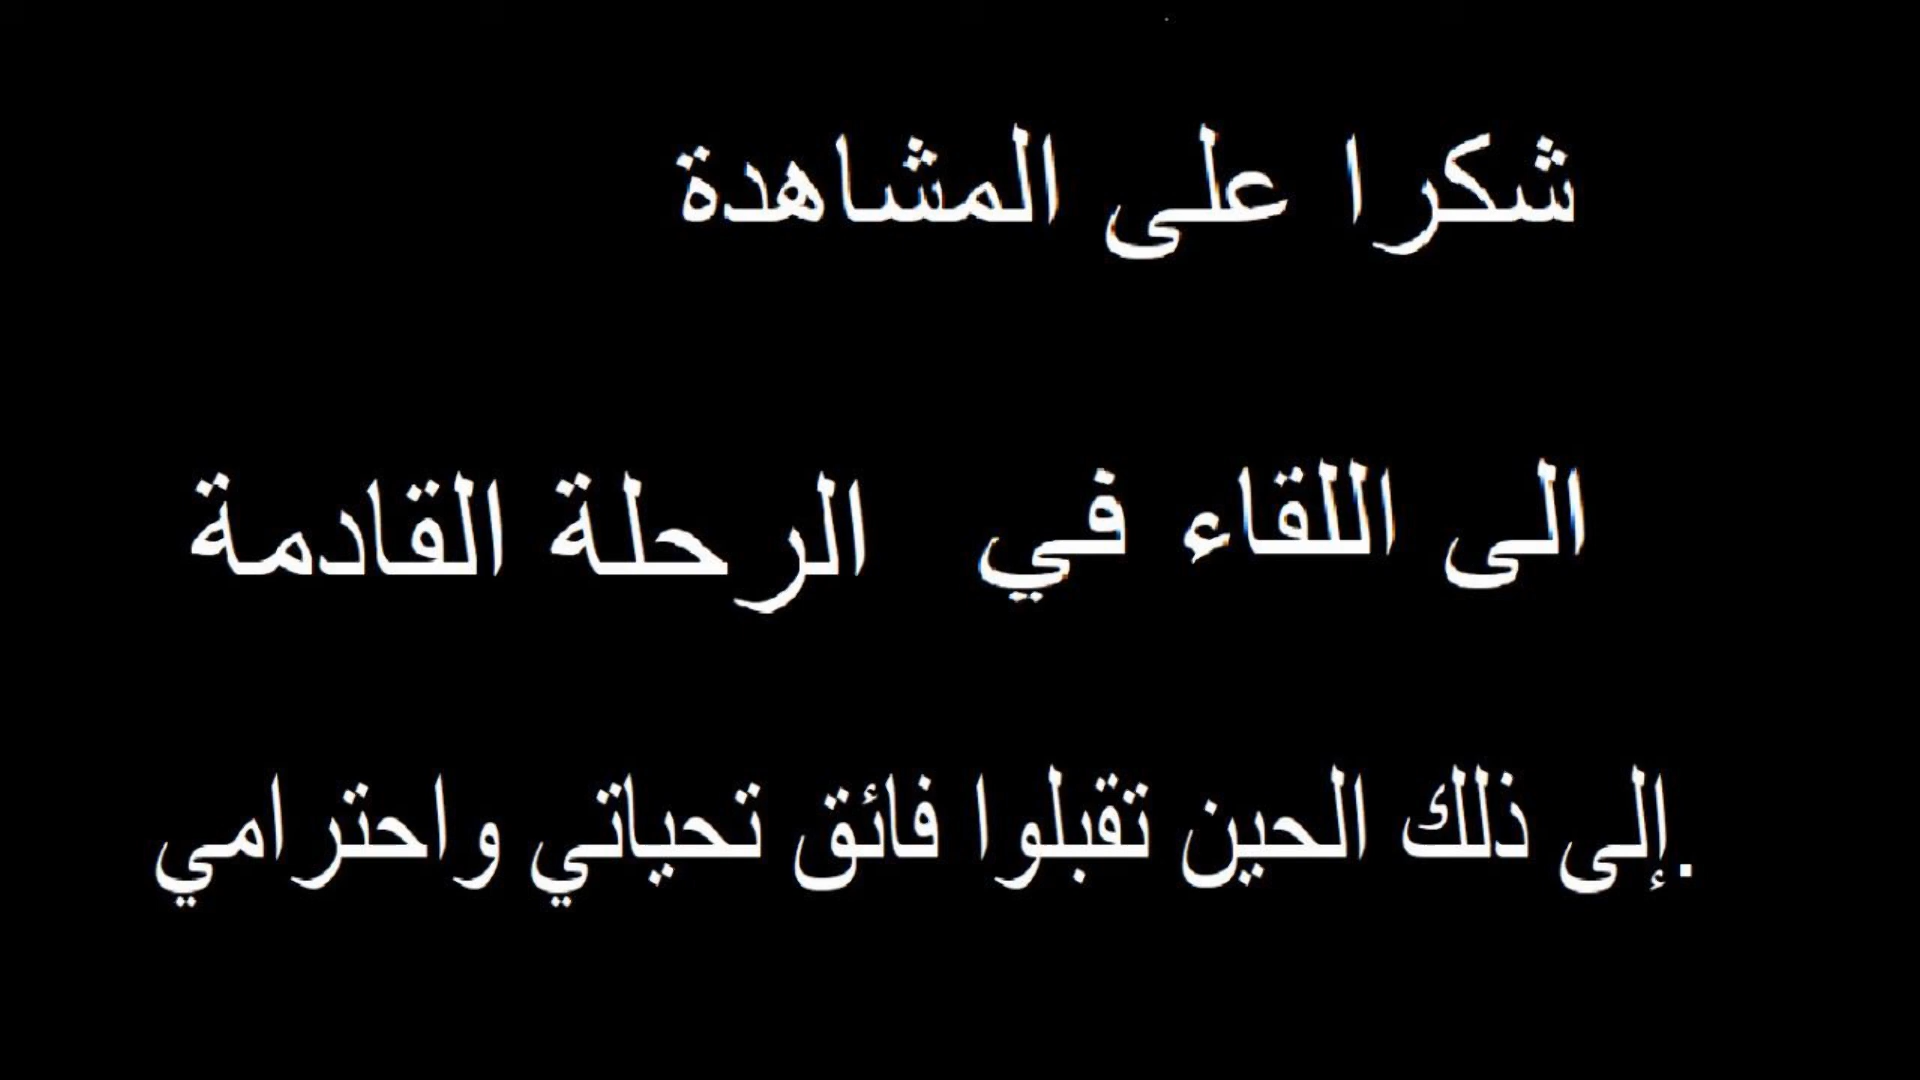 شكرا على المشاهدة
الى اللقاء في الرحلة القادمة
إلى ذلك الحين تقبلوا فائق تحياتي واحترامي.